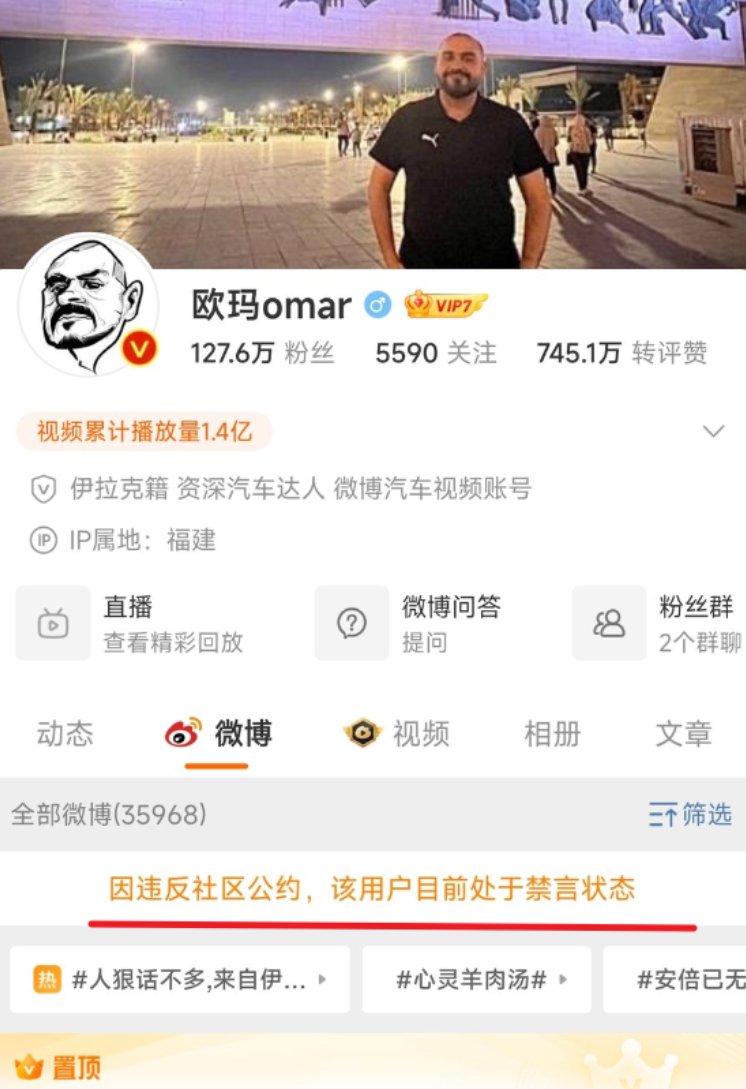 欧玛omar VIP7
127.6万 粉丝 5590 关注 745.1万 转评赞
视频累计播放量1.4亿
伊拉克籍 资深汽车达人 微博汽车视频账号
IP IP属地：福建
直播
查看精彩回放
微博问答
提问
粉丝群
2个群聊
动态 微博 视频 相册 文章
全部微博(35968) 筛选
因违反社区公约，该用户目前处于禁言状态
热 #人狠话不多,来自伊... #心灵羊肉汤# #安倍已无
置顶